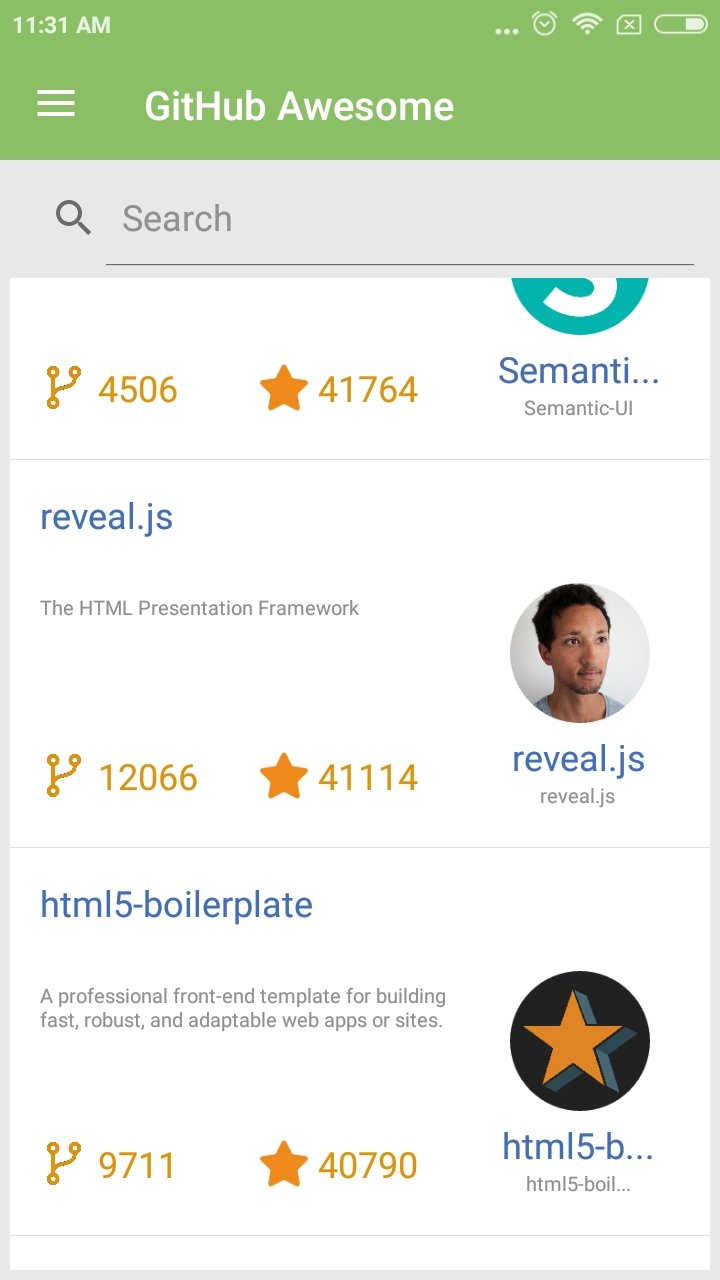 11:31 AM
GitHub Awesome
Search
4506
41764
Semanti...
Semantic-UI
reveal.js
The HTML Presentation Framework
12066
41114
reveal.js
reveal.js
html5-boilerplate
A professional front-end template for building
fast, robust, and adaptable web apps or sites.
9711
40790
html5-b...
html5-boil...